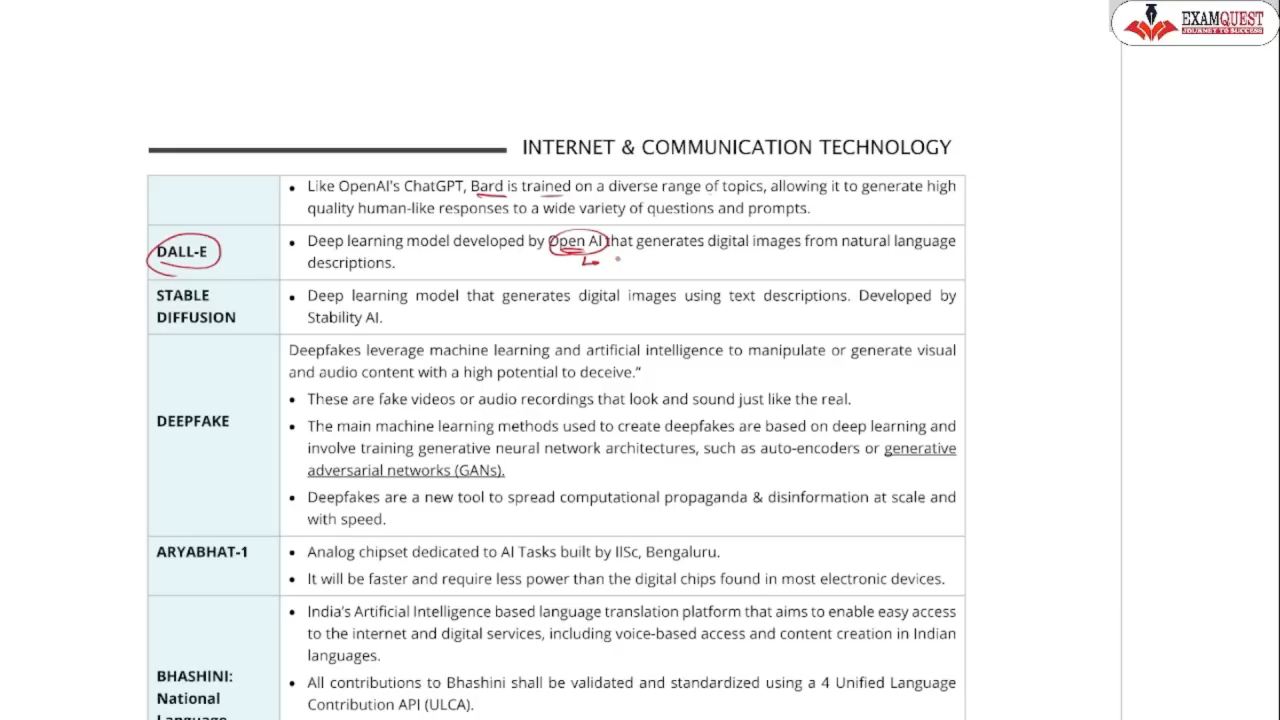 EXAMQUEST
JOURNEY TO SUCCESS
INTERNET & COMMUNICATION TECHNOLOGY
• Like OpenAI's ChatGPT, Bard is trained on a diverse range of topics, allowing it to generate high
quality human-like responses to a wide variety of questions and prompts.
DALL-E
• Deep learning model developed by Open AI that generates digital images from natural language
descriptions.
STABLE
DIFFUSION
• Deep learning model that generates digital images using text descriptions. Developed by
Stability AI.
DEEPFAKE
Deepfakes leverage machine learning and artificial intelligence to manipulate or generate visual
and audio content with a high potential to deceive.”
• These are fake videos or audio recordings that look and sound just like the real.
• The main machine learning methods used to create deepfakes are based on deep learning and
involve training generative neural network architectures, such as auto-encoders or generative
adversarial networks (GANs).
• Deepfakes are a new tool to spread computational propaganda & disinformation at scale and
with speed.
ARYABHAT-1
• Analog chipset dedicated to AI Tasks built by IISc, Bengaluru.
• It will be faster and require less power than the digital chips found in most electronic devices.
BHASHINI:
National
Language
• India's Artificial Intelligence based language translation platform that aims to enable easy access
to the internet and digital services, including voice-based access and content creation in Indian
languages.
• All contributions to Bhashini shall be validated and standardized using a 4 Unified Language
Contribution API (ULCA).